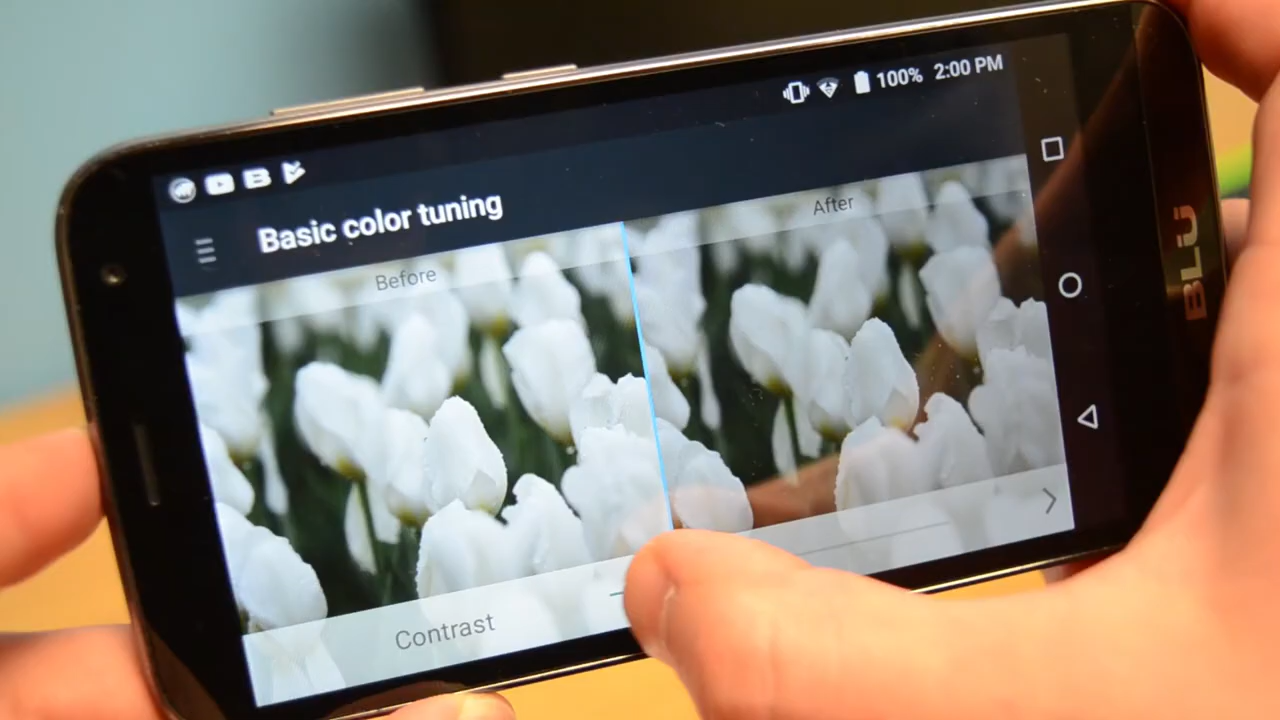 100% 2:00 PM
Basic color tuning
Before
After
Contrast
BLU